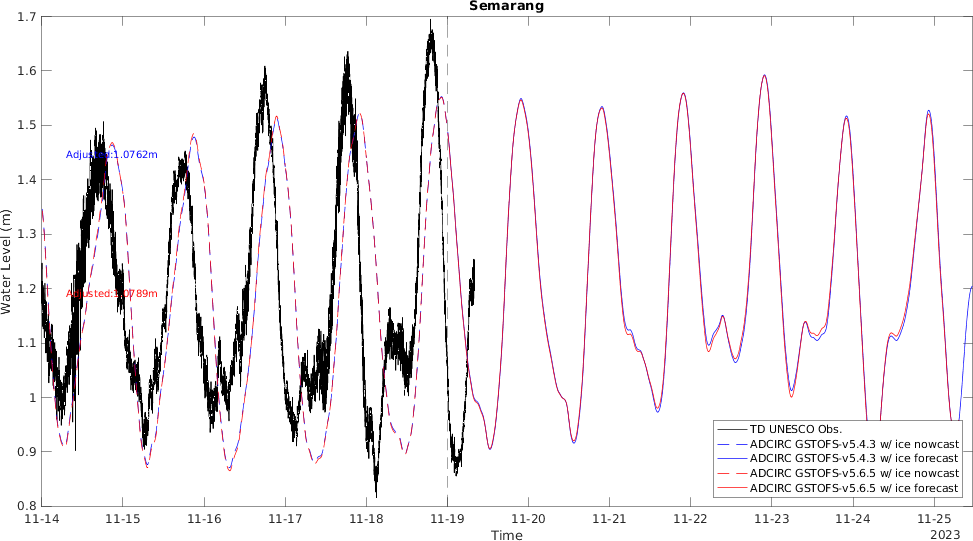 Semarang
1.7
1.6
1.5
1.4
1.3
1.2
1.1
1
0.9
0.8
Water Level (m)
Adjusted:1.0762m
Adjusted:1.0789m
TD UNESCO Obs.
ADCIRC GSTOFS-v5.4.3 w/ ice nowcast
ADCIRC GSTOFS-v5.4.3 w/ ice forecast
ADCIRC GSTOFS-v5.6.5 w/ ice nowcast
ADCIRC GSTOFS-v5.6.5 w/ ice forecast
11-14 11-15 11-16 11-17 11-18 11-19 11-20 11-21 11-22 11-23 11-24 11-25
Time
2023